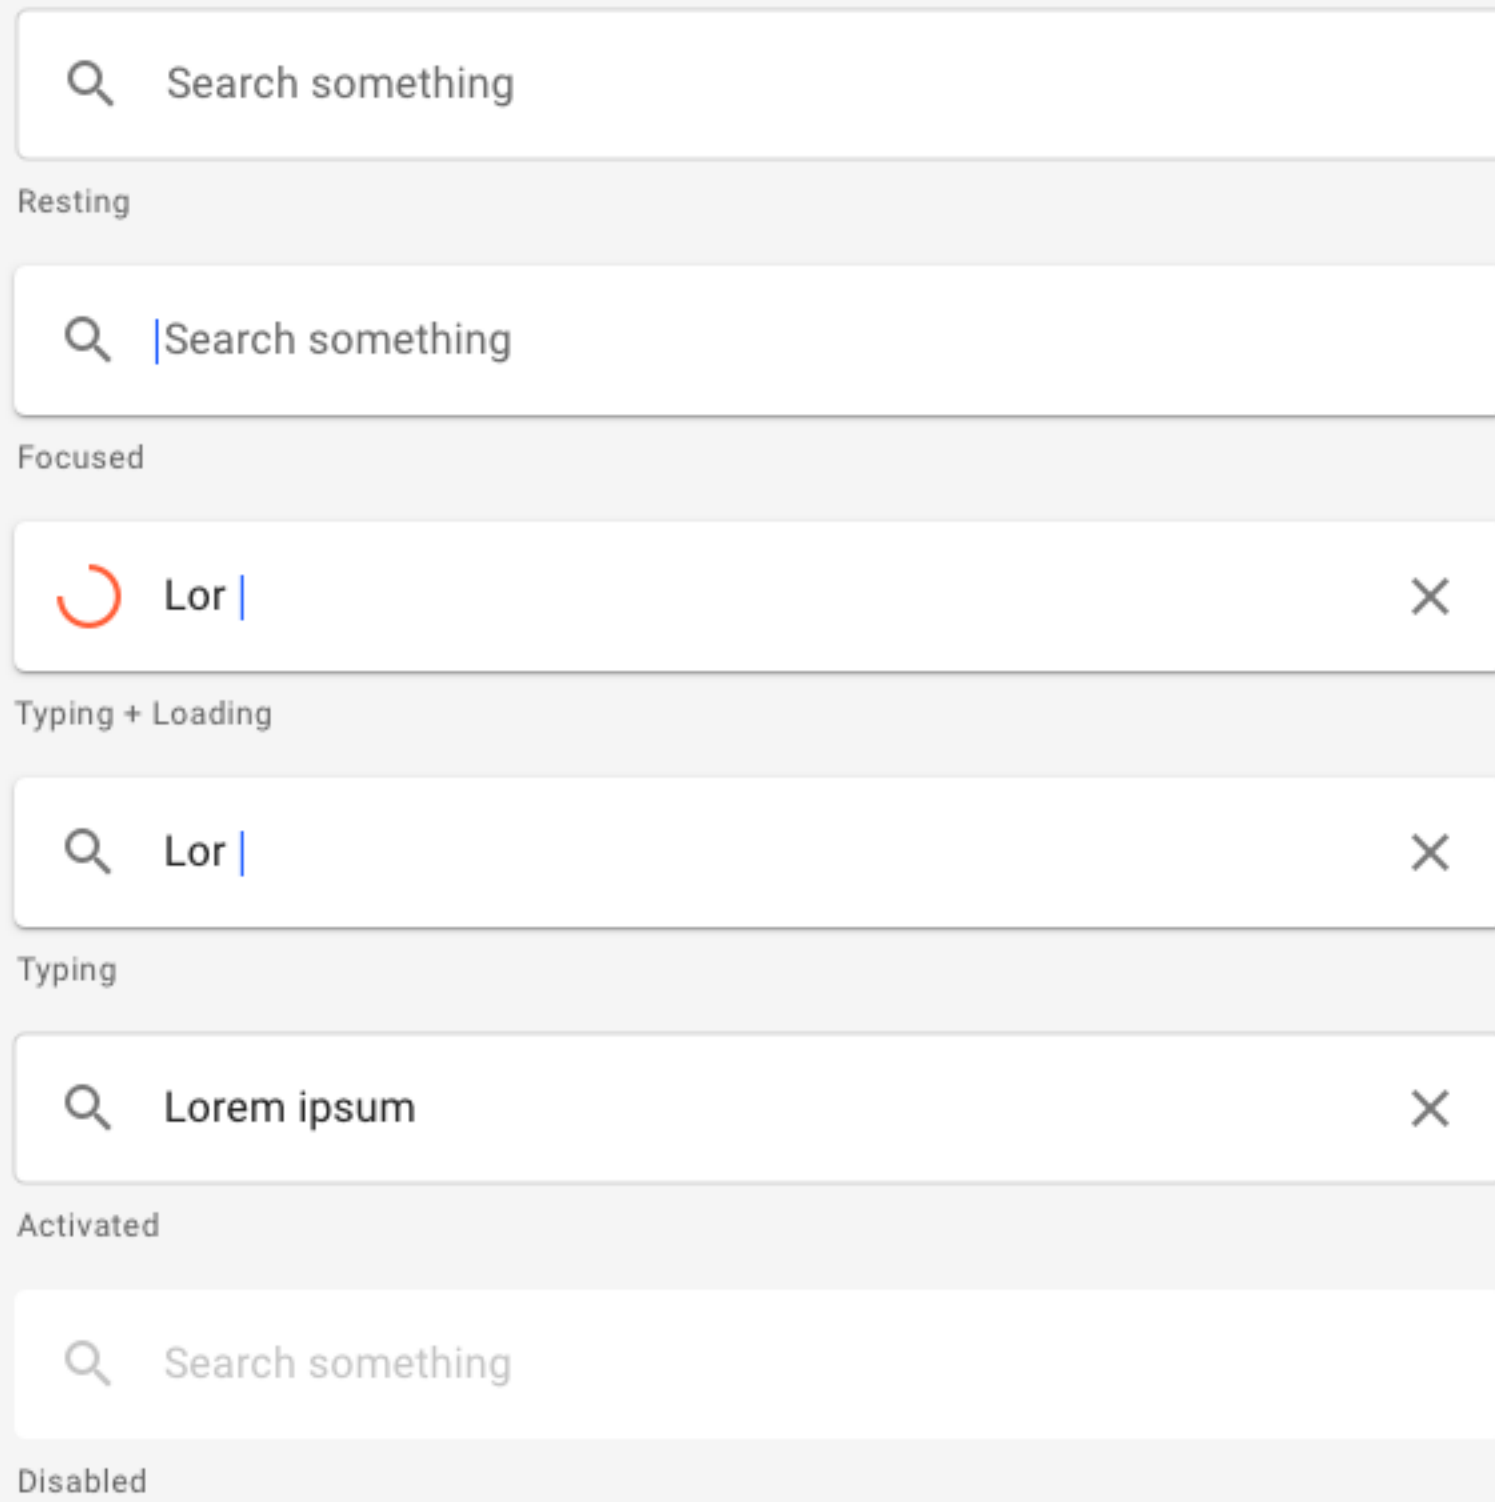 Search something
Resting
Search something
Focused
Lor
Typing + Loading
Lor
Typing
Lorem ipsum
Activated
Search something
Disabled